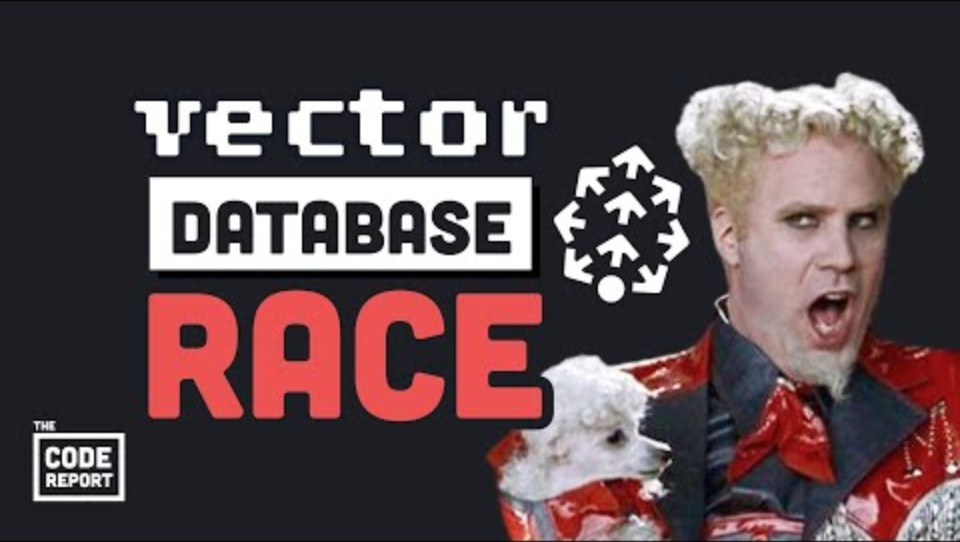 vector
DATABASE
RACE
THE
CODE
REPORT